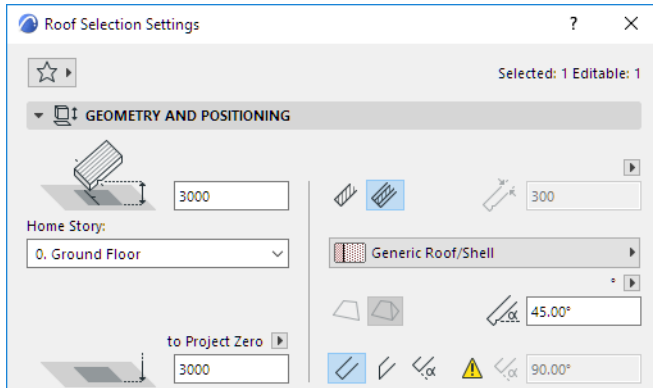 Roof Selection Settings ?
Selected: 1 Editable: 1
GEOMETRY AND POSITIONING
3000
300
Home Story:
0. Ground Floor
Generic Roof/Shell
°
α 45.00°
to Project Zero
3000
α
α 90.00°